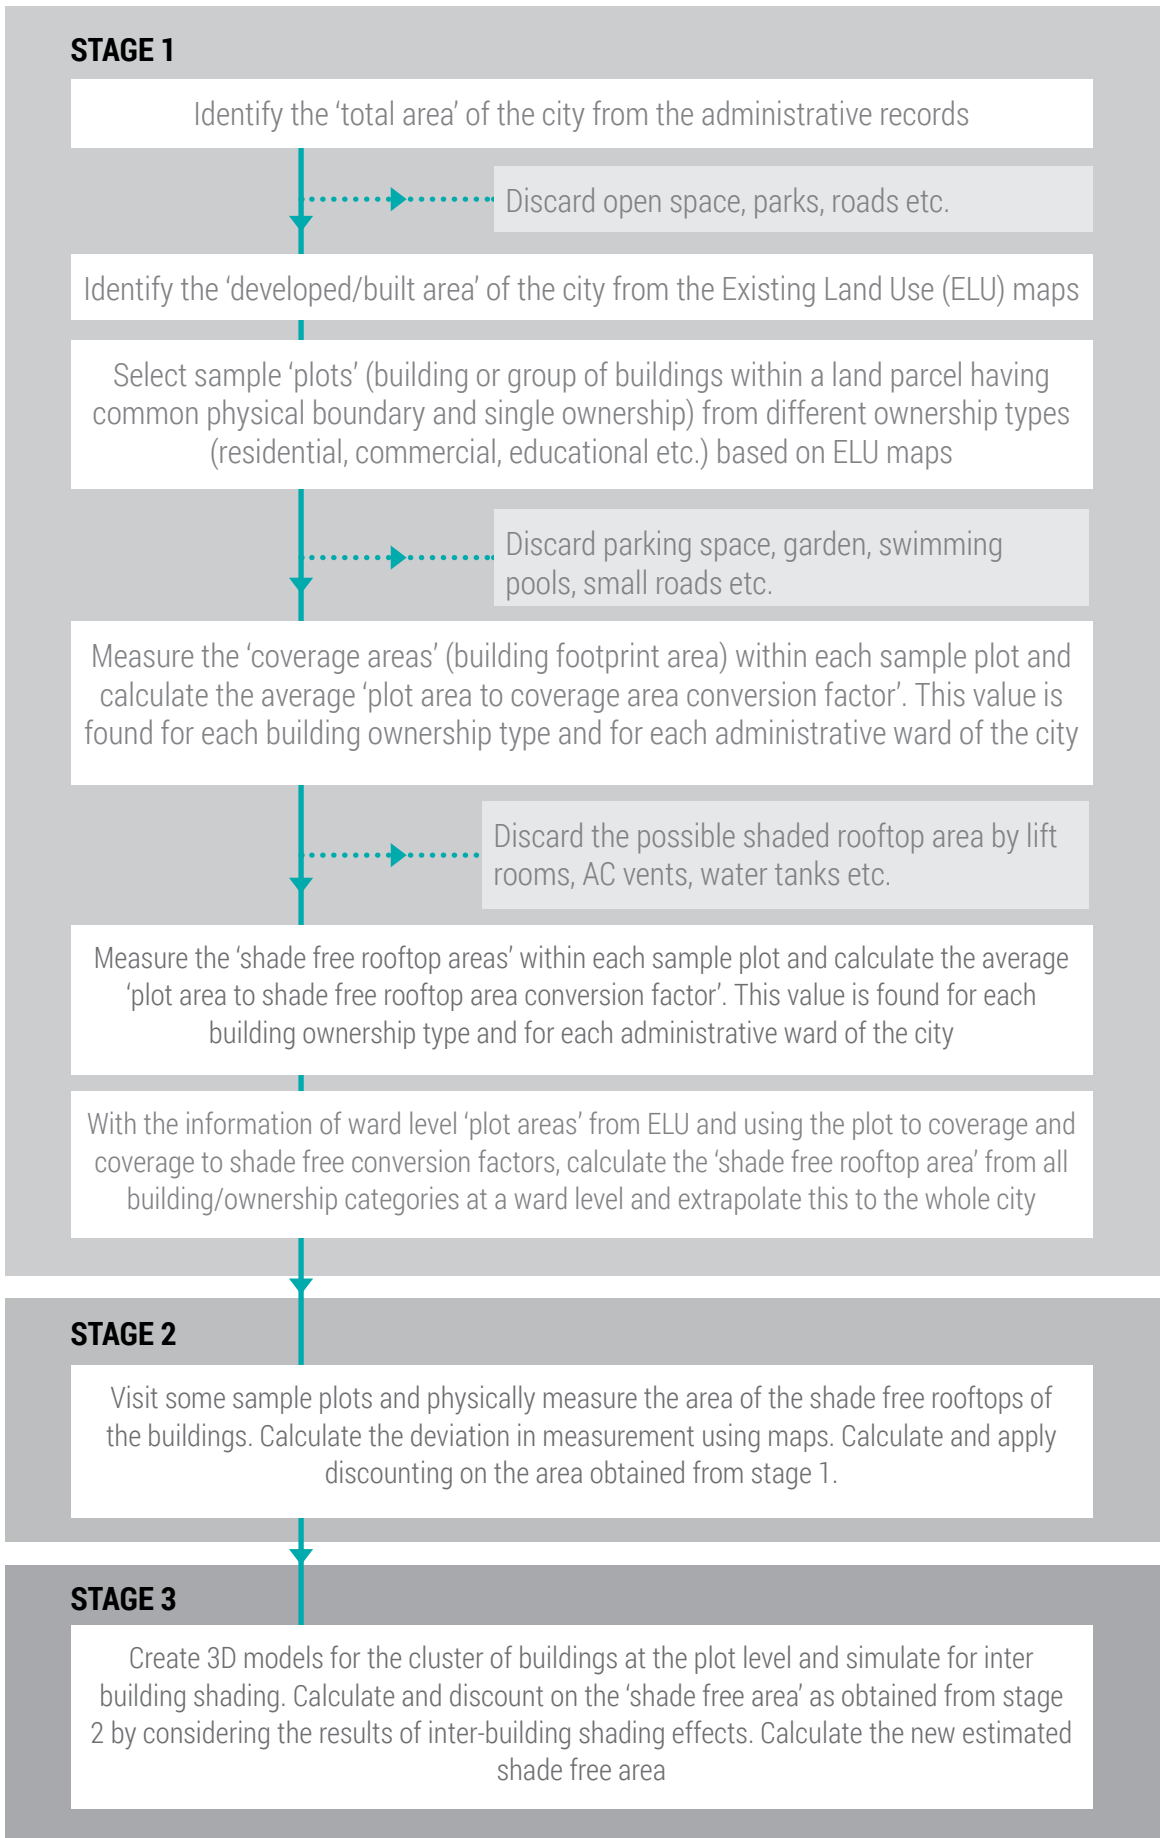 STAGE 1
Identify the ‘total area’ of the city from the administrative records
Discard open space, parks, roads etc.
Identify the ‘developed/built area’ of the city from the Existing Land Use (ELU) maps
Select sample ‘plots’ (building or group of buildings within a land parcel having
common physical boundary and single ownership) from different ownership types
(residential, commercial, educational etc.) based on ELU maps
Discard parking space, garden, swimming
pools, small roads etc.
Measure the ‘coverage areas’ (building footprint area) within each sample plot and
calculate the average ‘plot area to coverage area conversion factor’. This value is
found for each building ownership type and for each administrative ward of the city
Discard the possible shaded rooftop area by lift
rooms, AC vents, water tanks etc.
Measure the ‘shade free rooftop areas’ within each sample plot and calculate the average
‘plot area to shade free rooftop area conversion factor’. This value is found for each
building ownership type and for each administrative ward of the city
With the information of ward level ‘plot areas’ from ELU and using the plot to coverage and
coverage to shade free conversion factors, calculate the ‘shade free rooftop area’ from all
building/ownership categories at a ward level and extrapolate this to the whole city
STAGE 2
Visit some sample plots and physically measure the area of the shade free rooftops of
the buildings. Calculate the deviation in measurement using maps. Calculate and apply
discounting on the area obtained from stage 1.
STAGE 3
Create 3D models for the cluster of buildings at the plot level and simulate for inter
building shading. Calculate and discount on the ‘shade free area’ as obtained from stage
2 by considering the results of inter-building shading effects. Calculate the new estimated
shade free area